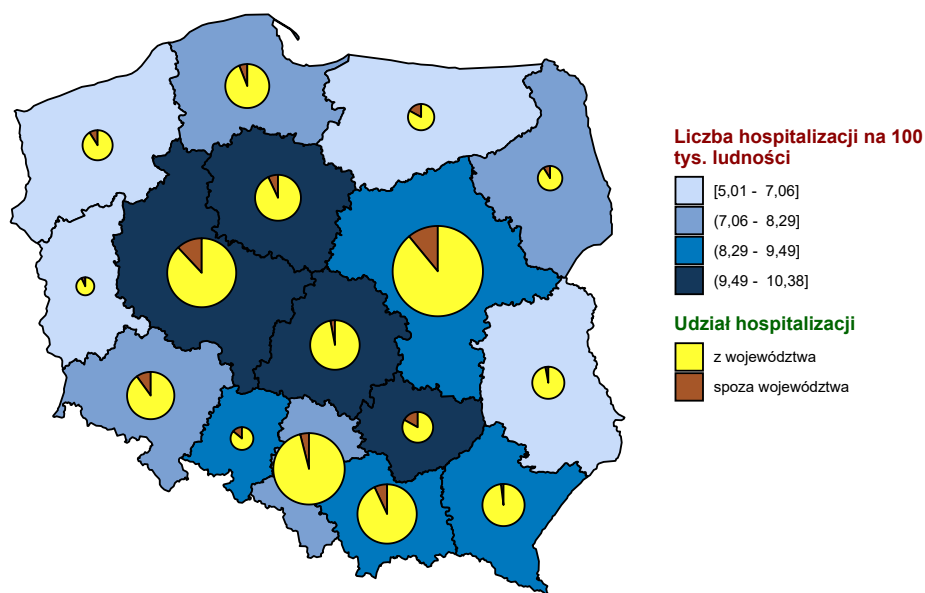 Liczba hospitalizacji na 100
tys. ludności
[5,01 - 7,06]
(7,06 - 8,29]
(8,29 - 9,49]
(9,49 - 10,38]
Udział hospitalizacji
z województwa
spoza województwa